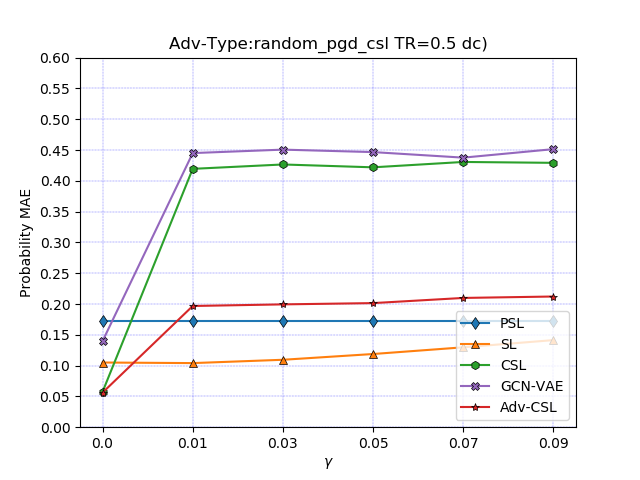 Adv-Type:random_pgd_csl TR=0.5 dc)
Probability MAE
0.60
0.55
0.50
0.45
0.40
0.35
0.30
0.25
0.20
0.15
0.10
0.05
0.00
PSL
SL
CSL
GCN-VAE
Adv-CSL
0.0 0.01 0.03 0.05 0.07 0.09
γ